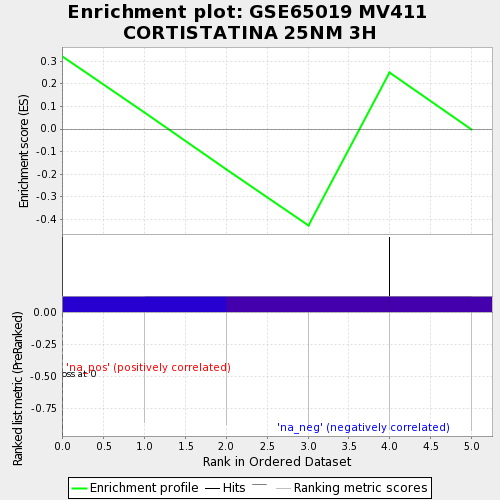 Enrichment plot: GSE65019 MV411
CORTISTATINA 25NM 3H
Enrichment score (ES)
0.3
0.2
0.1
0.0
-0.1
-0.2
-0.3
-0.4
Ranked list metric (PreRanked)
0.00
-0.25
-0.50
-0.75
'na_pos' (positively correlated)
'na_neg' (negatively correlated)
0.0 0.5 1.0 1.5 2.0 2.5 3.0 3.5 4.0 4.5 5.0
Rank in Ordered Dataset
Enrichment profile Hits Ranking metric scores